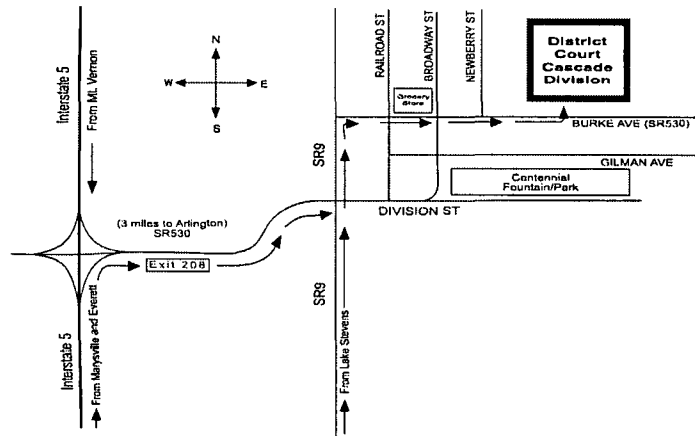 Interstate 5
From Mt. Vernon
N
W
E
S
RAILROAD ST
BROADWAY ST
NEWBERRY ST
District
Court
Cascade
Division
Grocery
Store
BURKE AVE (SR530)
SR9
GILMAN AVE
Centennial
Fountain/Park
DIVISION ST
(3 miles to Arlington)
SR530
Exit 208
SR9
Interstate 5
From Marysville and Everett
From Lake Stevens